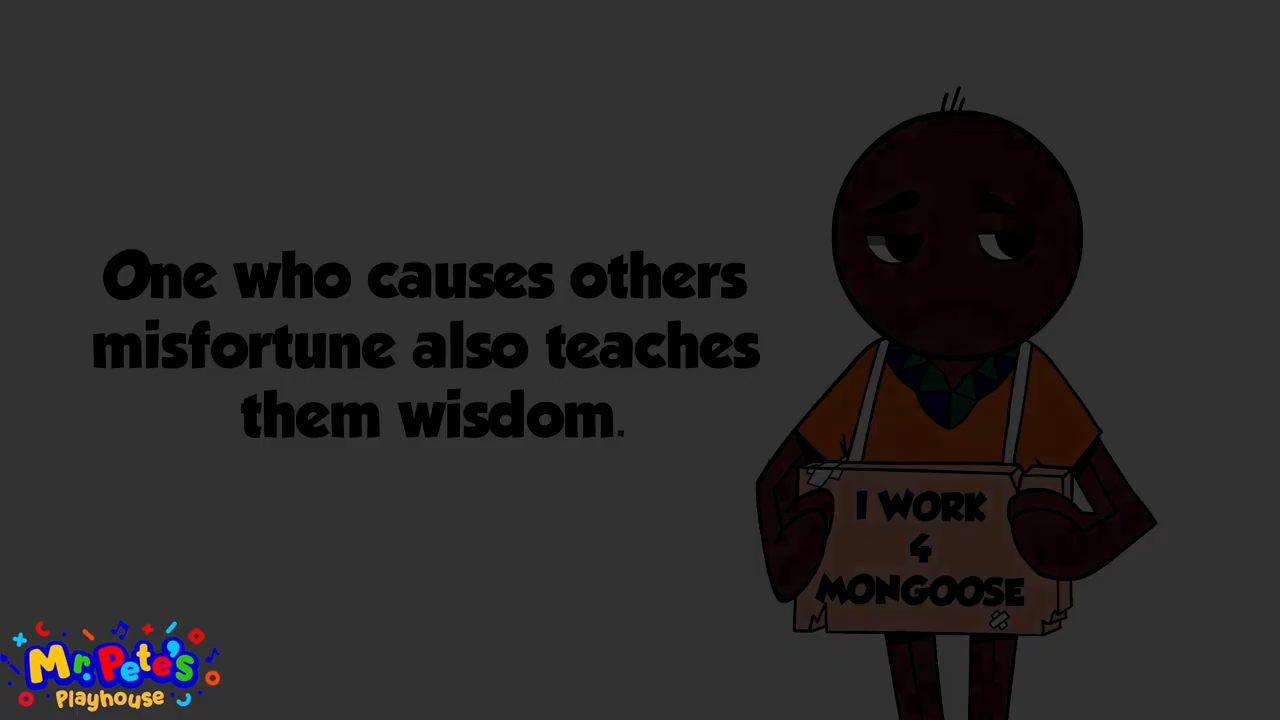 One who causes others
misfortune also teaches
them wisdom.
I WORK
4
MONGOOSE
Mr. Pete's
Playhouse